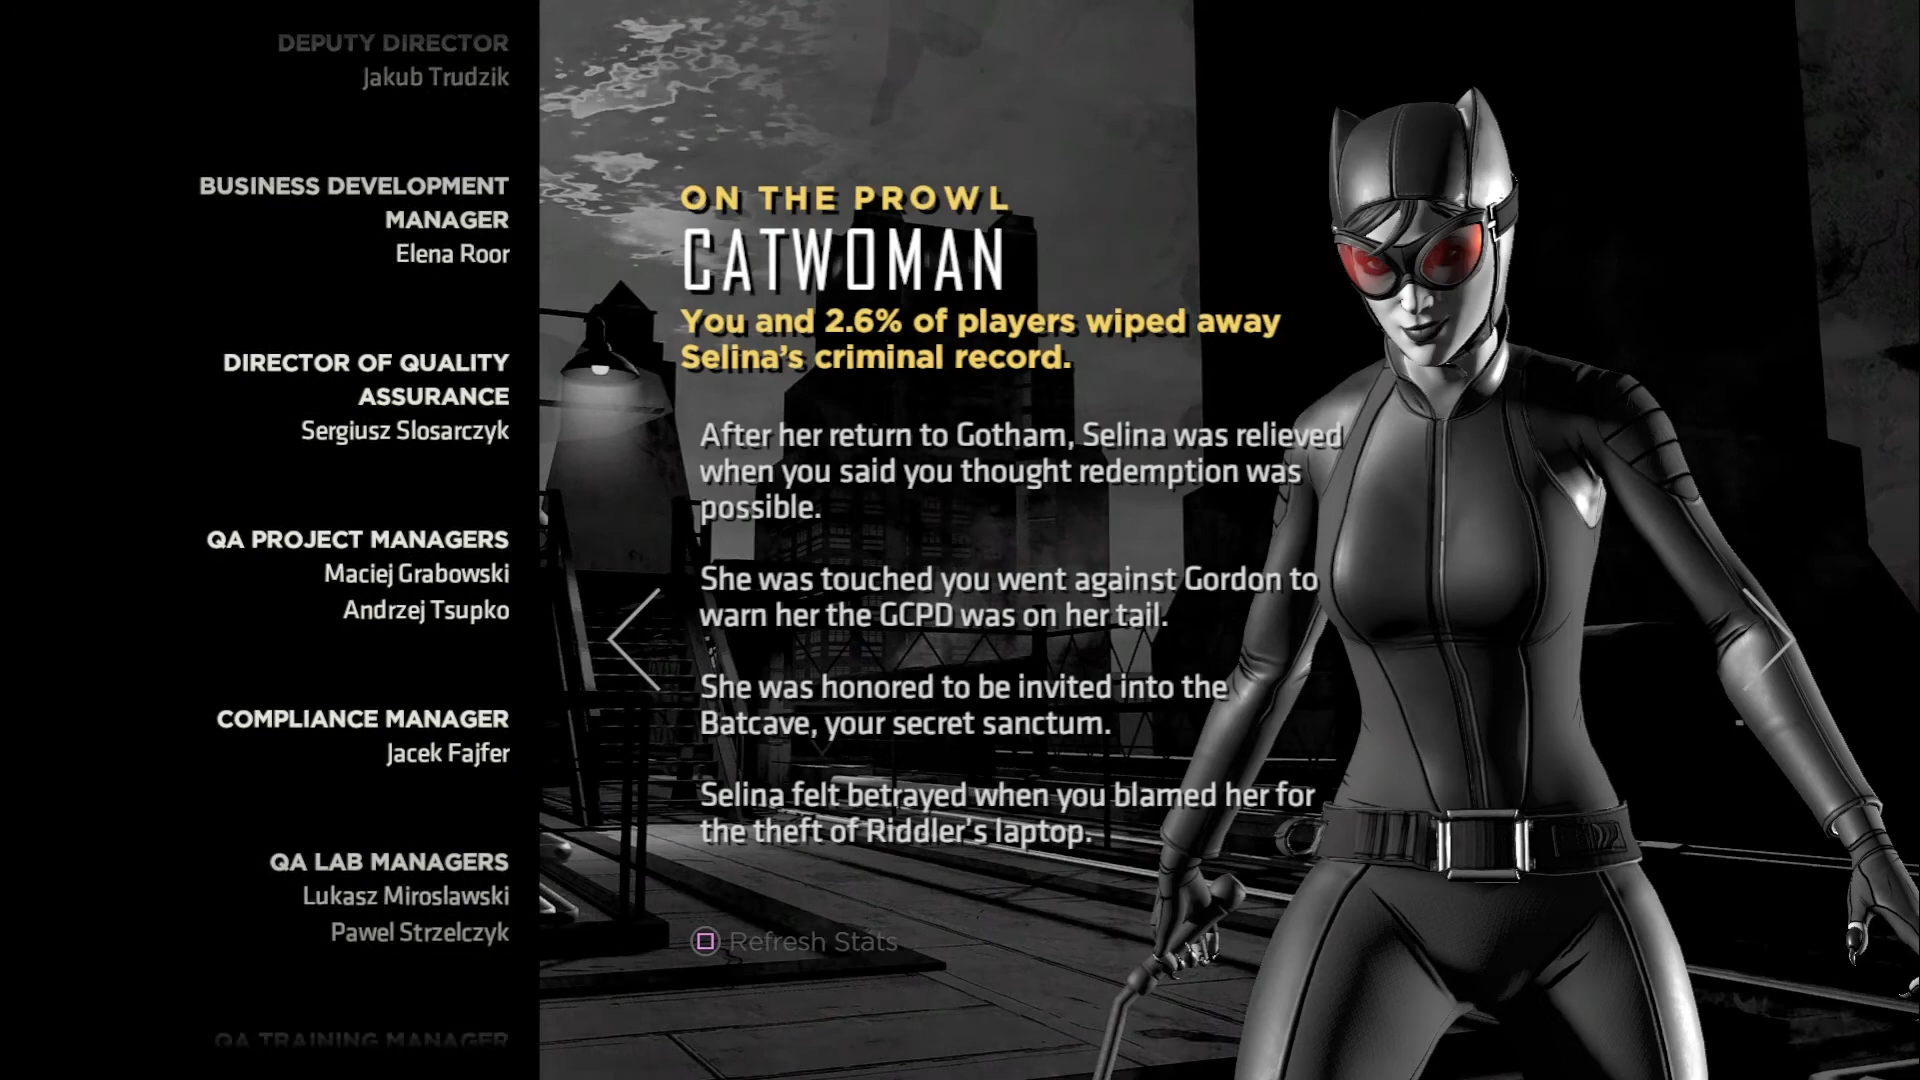 DEPUTY DIRECTOR
Jakub Trudzik
BUSINESS DEVELOPMENT
MANAGER
Elena Roor
DIRECTOR OF QUALITY
ASSURANCE
Sergiusz Slosarczyk
QA PROJECT MANAGERS
Maciej Grabowski
Andrzej Tsupko
COMPLIANCE MANAGER
Jacek Fajfer
QA LAB MANAGERS
Lukasz Miroslawski
Pawel Strzelczyk
QA TRAINING MANAGER
ON THE PROWL
CATWOMAN
You and 2.6% of players wiped away
Selina's criminal record.
After her return to Gotham, Selina was relieved
when you said you thought redemption was
possible.
She was touched you went against Gordon to
warn her the GCPD was on her tail.
She was honored to be invited into the
Batcave, your secret sanctum.
Selina felt betrayed when you blamed her for
the theft of Riddler's laptop.
Refresh Stats